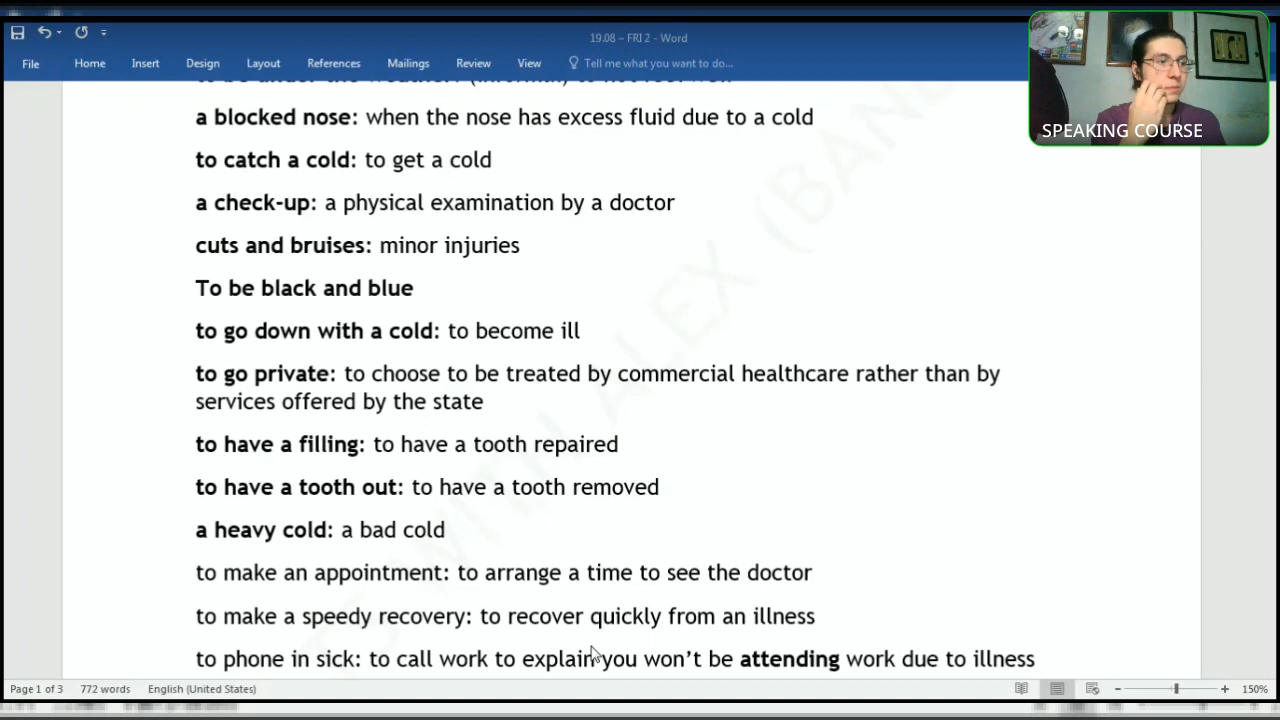 19.08 – FRI 2 - Word
File Home Insert Design Layout References Mailings Review View Tell me what you want to do...
SPEAKING COURSE
a blocked nose: when the nose has excess fluid due to a cold
to catch a cold: to get a cold
a check-up: a physical examination by a doctor
cuts and bruises: minor injuries
To be black and blue
to go down with a cold: to become ill
to go private: to choose to be treated by commercial healthcare rather than by
services offered by the state
to have a filling: to have a tooth repaired
to have a tooth out: to have a tooth removed
a heavy cold: a bad cold
to make an appointment: to arrange a time to see the doctor
to make a speedy recovery: to recover quickly from an illness
to phone in sick: to call work to explain you won’t be attending work due to illness
Page 1 of 3 772 words English (United States) 150%